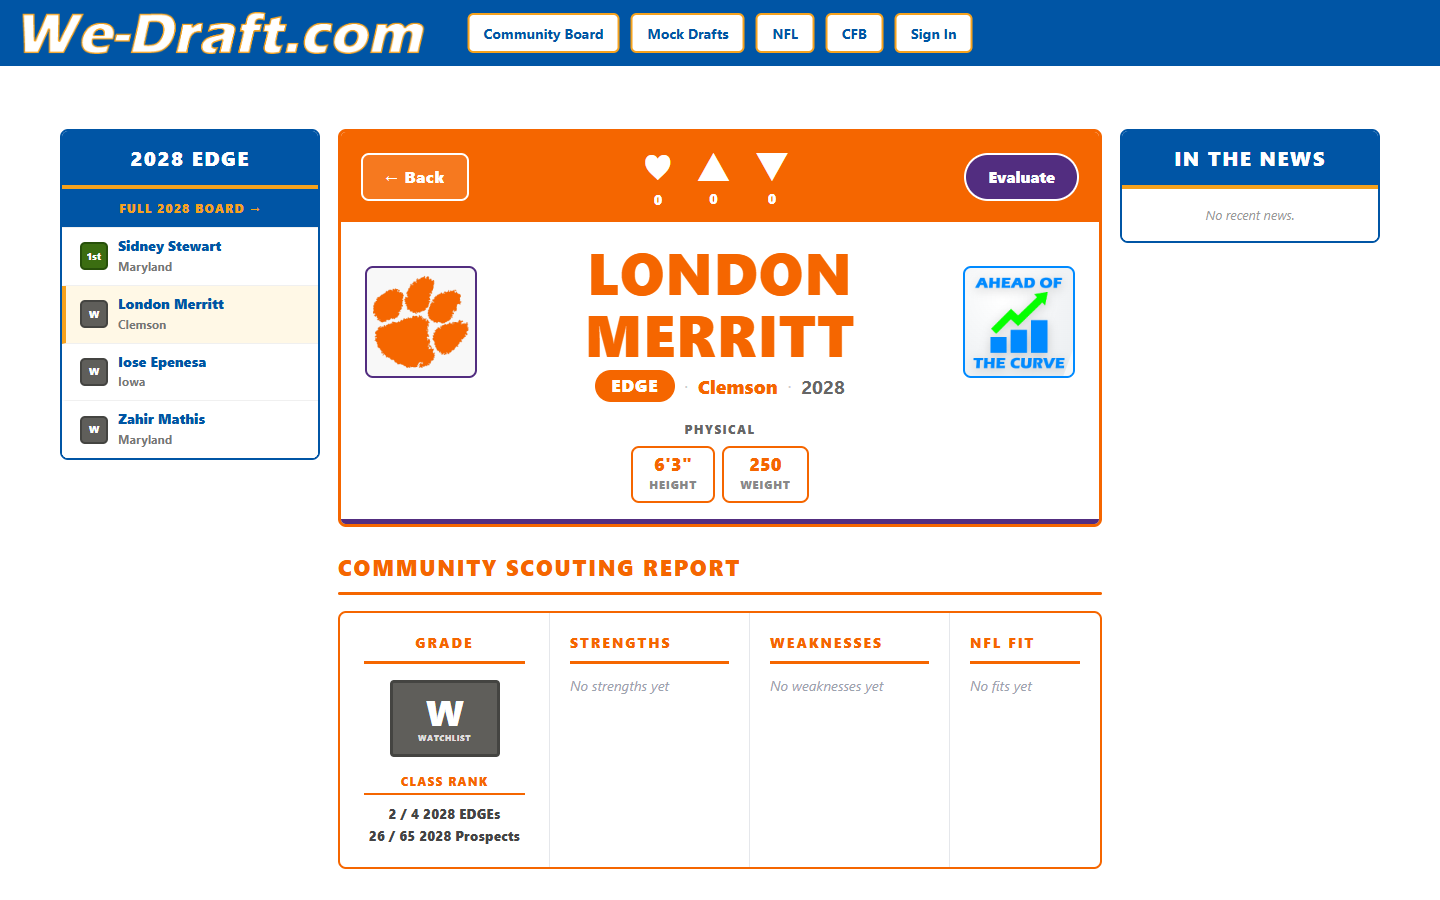 We-Draft.com
Community Board
Mock Drafts
NFL
CFB
Sign In
2028 EDGE
FULL 2028 BOARD →
1st
Sidney Stewart
Maryland
W
London Merritt
Clemson
W
Iose Epenesa
Iowa
W
Zahir Mathis
Maryland
← Back
0
0
0
Evaluate
LONDON
MERRITT
AHEAD OF
THE CURVE
EDGE · Clemson · 2028
PHYSICAL
6'3"
HEIGHT
250
WEIGHT
IN THE NEWS
No recent news.
COMMUNITY SCOUTING REPORT
GRADE
W
WATCHLIST
CLASS RANK
2 / 4 2028 EDGEs
26 / 65 2028 Prospects
STRENGTHS
No strengths yet
WEAKNESSES
No weaknesses yet
NFL FIT
No fits yet